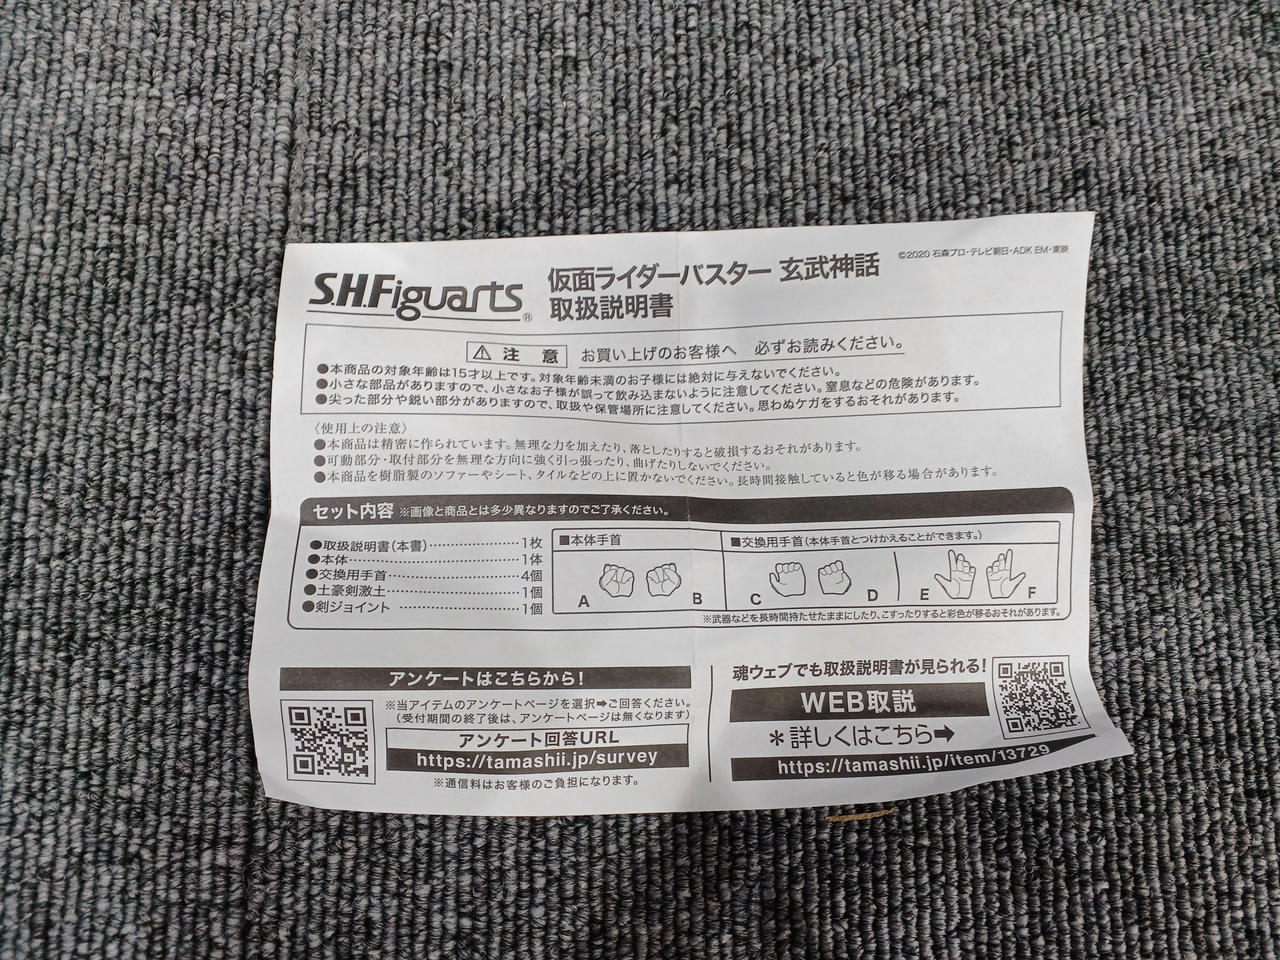 S.H.Figuarts®
仮面ライダーバスター 玄武神話
取扱説明書
©2020 石森プロ・テレビ朝日・ADK EM・東映
⚠ 注 意 お買い上げのお客様へ 必ずお読みください。
●本商品の対象年齢は15才以上です。対象年齢未満のお子様には絶対に与えないでください。
●小さな部品がありますので、小さなお子様が誤って飲み込まないように注意してください。窒息などの危険があります。
●尖った部分や鋭い部分がありますので、取扱や保管場所に注意してください。思わぬケガをするおそれがあります。
〈使用上の注意〉
●本商品は精密に作られています。無理な力を加えたり、落としたりすると破損するおそれがあります。
●可動部分・取付部分を無理な方向に強く引っ張ったり、曲げたりしないでください。
●本商品を樹脂製のソファーやシート、タイルなどの上に置かないでください。長時間接触していると色が移る場合があります。
セット内容 ※画像と商品とは多少異なりますのでご了承ください。
●取扱説明書(本書)‥‥‥‥‥‥1枚
●本体‥‥‥‥‥‥‥‥‥‥1体
●交換用手首‥‥‥‥‥‥‥‥4個
●土豪剣激土‥‥‥‥‥‥‥‥1個
●剣ジョイント‥‥‥‥‥‥‥1個
■本体手首
A B
■交換用手首(本体手首とつけかえることができます。)
C D E F
※武器などを長時間持たせたままにしたり、こすったりすると彩色が移るおそれがあります。
アンケートはこちらから!
※当アイテムのアンケートページを選択➡ご回答ください。
(受付期間の終了後は、アンケートページは無くなります)
アンケート回答URL
https://tamashii.jp/survey
※通信料はお客様のご負担になります。
魂ウェブでも取扱説明書が見られる!
WEB取説
*詳しくはこちら➡
https://tamashii.jp/item/13729